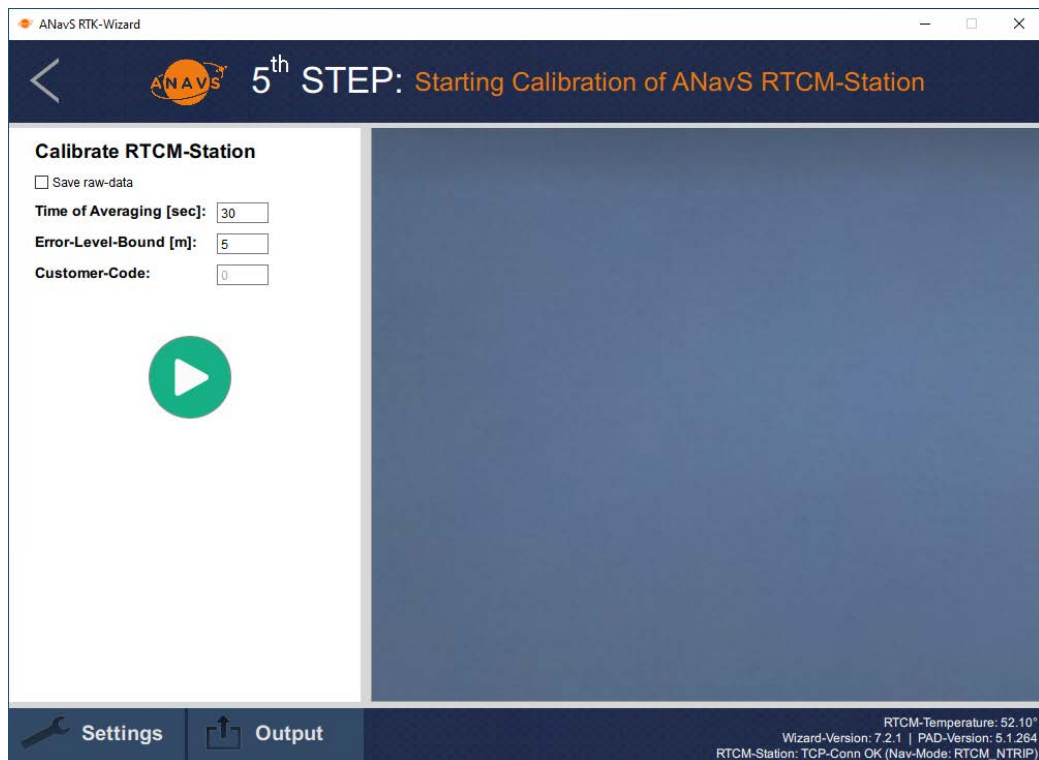 ANavS RTK-Wizard
ANAVS
5th STEP: Starting Calibration of ANavS RTCM-Station
Calibrate RTCM-Station
Save raw-data
Time of Averaging [sec]: 30
Error-Level-Bound [m]: 5
Customer-Code: 0
Settings
Output
RTCM-Temperature: 52.10°
Wizard-Version: 7.2.1 | PAD-Version: 5.1.264
RTCM-Station: TCP-Conn OK (Nav-Mode: RTCM_NTRIP)